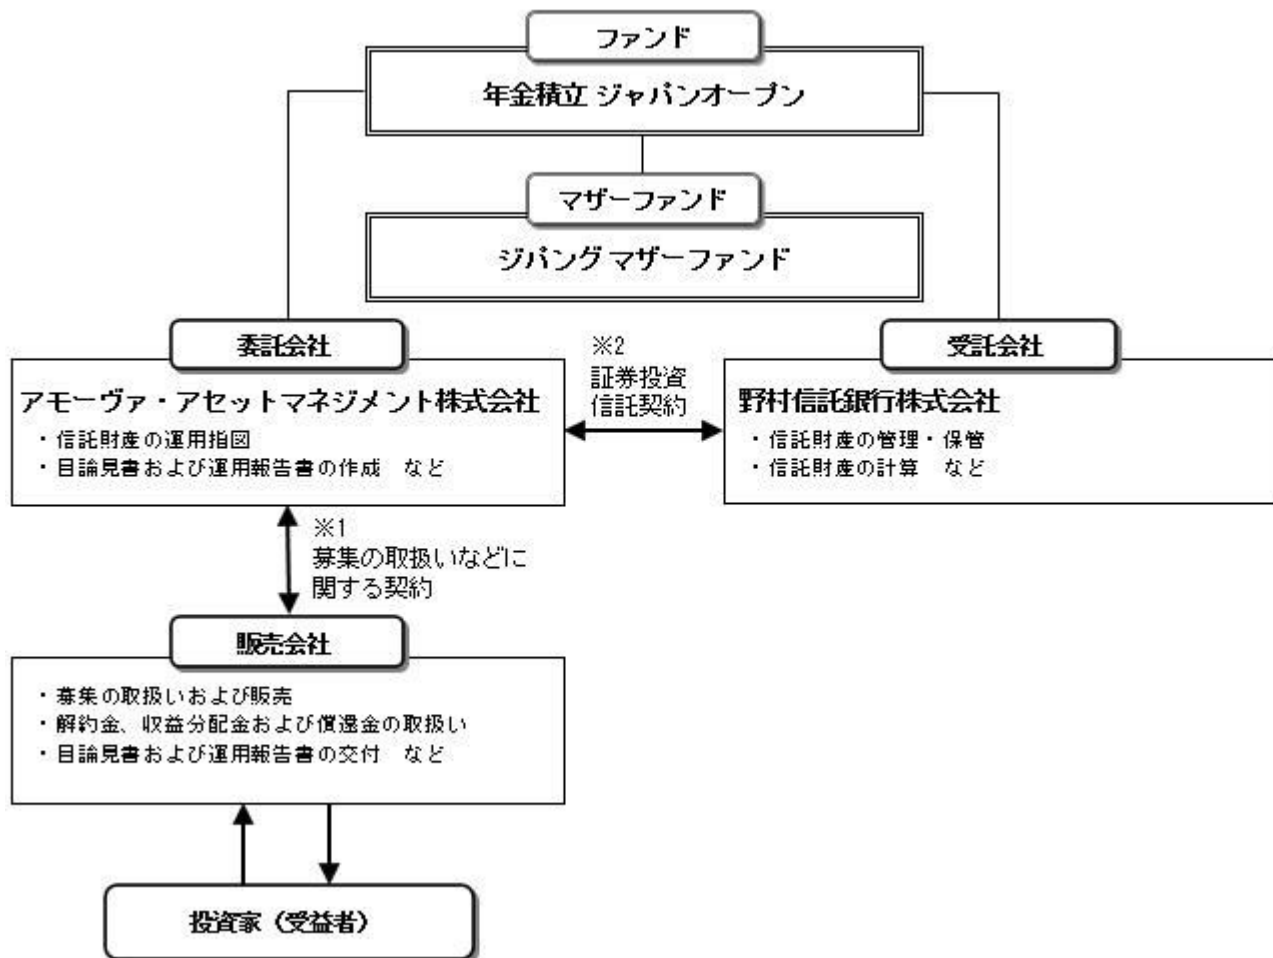 ファンド
年金積立 ジャパンオープン
マザーファンド
ジパング マザーファンド
委託会社
アモーヴァ・アセットマネジメント株式会社
・信託財産の運用指図
・目論見書および運用報告書の作成　など
※2
証券投資
信託契約
受託会社
野村信託銀行株式会社
・信託財産の管理・保管
・信託財産の計算　など
※1
募集の取扱いなどに
関する契約
販売会社
・募集の取扱いおよび販売
・解約金、収益分配金および償還金の取扱い
・目論見書および運用報告書の交付　など
投資家（受益者）